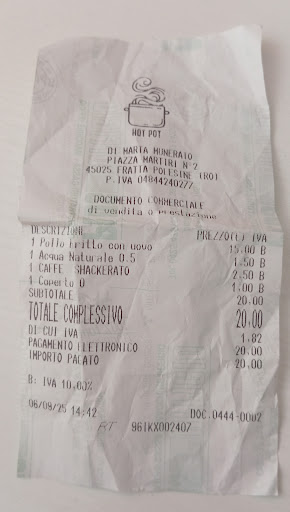 HOT POT
DI MARIA MUNERATO
PIAZZA MARTIRI N°2
45025 FRATTA POLESINE (RO)
P.IVA 04844240272
DOCUMENTO COMMERCIALE
di vendita o prestazione
DESCRIZIONE PREZZO(€) IVA
1 Pollo fritto con uovo 15,00 B
1 Acqua Naturale 0.5 1,50 B
1 CAFFE' SHACKERATO 2,50 B
1 Coperto 0 1,00 B
SUBTOTALE 20,00
TOTALE COMPLESSIVO 20,00
DI CUI IVA 1,82
PAGAMENTO ELETTRONICO 20,00
IMPORTO PAGATO 20,00
B: IVA 10,00%
06/09/25 14:42 DOC.0444-0002
RT 96IKX002407